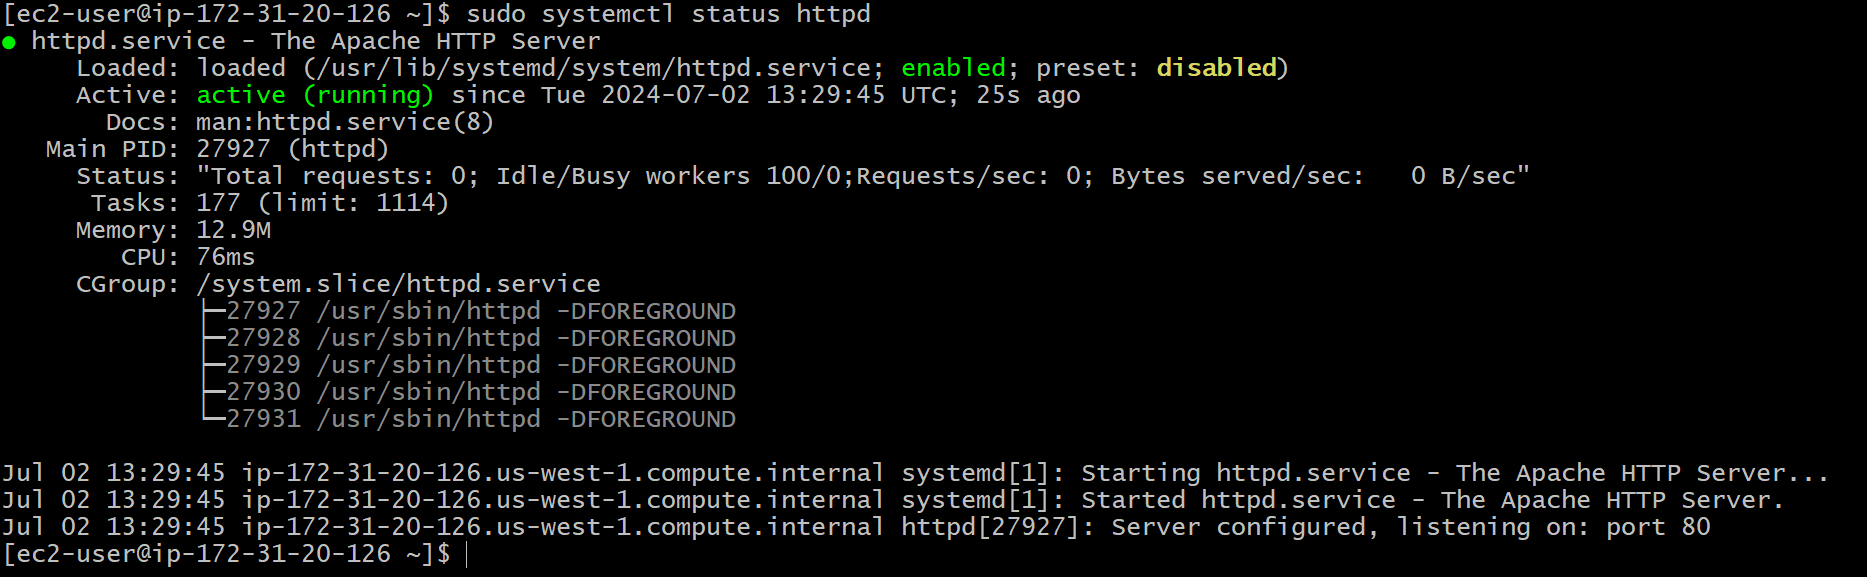 [ec2-user@ip-172-31-20-126 ~]$ sudo systemctl status httpd
● httpd.service - The Apache HTTP Server
     Loaded: loaded (/usr/lib/systemd/system/httpd.service; enabled; preset: disabled)
     Active: active (running) since Tue 2024-07-02 13:29:45 UTC; 25s ago
       Docs: man:httpd.service(8)
   Main PID: 27927 (httpd)
     Status: "Total requests: 0; Idle/Busy workers 100/0;Requests/sec: 0; Bytes served/sec:   0 B/sec"
      Tasks: 177 (limit: 1114)
     Memory: 12.9M
        CPU: 76ms
     CGroup: /system.slice/httpd.service
             ├─27927 /usr/sbin/httpd -DFOREGROUND
             ├─27928 /usr/sbin/httpd -DFOREGROUND
             ├─27929 /usr/sbin/httpd -DFOREGROUND
             ├─27930 /usr/sbin/httpd -DFOREGROUND
             └─27931 /usr/sbin/httpd -DFOREGROUND

Jul 02 13:29:45 ip-172-31-20-126.us-west-1.compute.internal systemd[1]: Starting httpd.service - The Apache HTTP Server...
Jul 02 13:29:45 ip-172-31-20-126.us-west-1.compute.internal systemd[1]: Started httpd.service - The Apache HTTP Server.
Jul 02 13:29:45 ip-172-31-20-126.us-west-1.compute.internal httpd[27927]: Server configured, listening on: port 80
[ec2-user@ip-172-31-20-126 ~]$